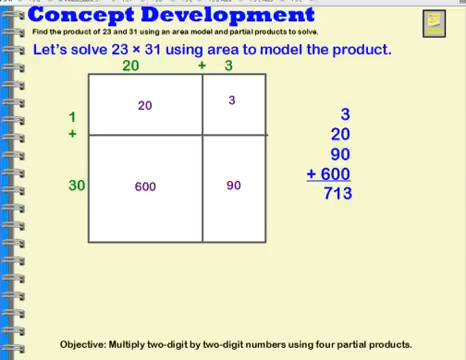 Concept Development
Find the product of 23 and 31 using an area model and partial products to solve.
Let's solve 23 × 31 using area to model the product.
20 + 3
1
+
30
20
3
600
90
3
20
90
+ 600
713
Objective: Multiply two-digit by two-digit numbers using four partial products.